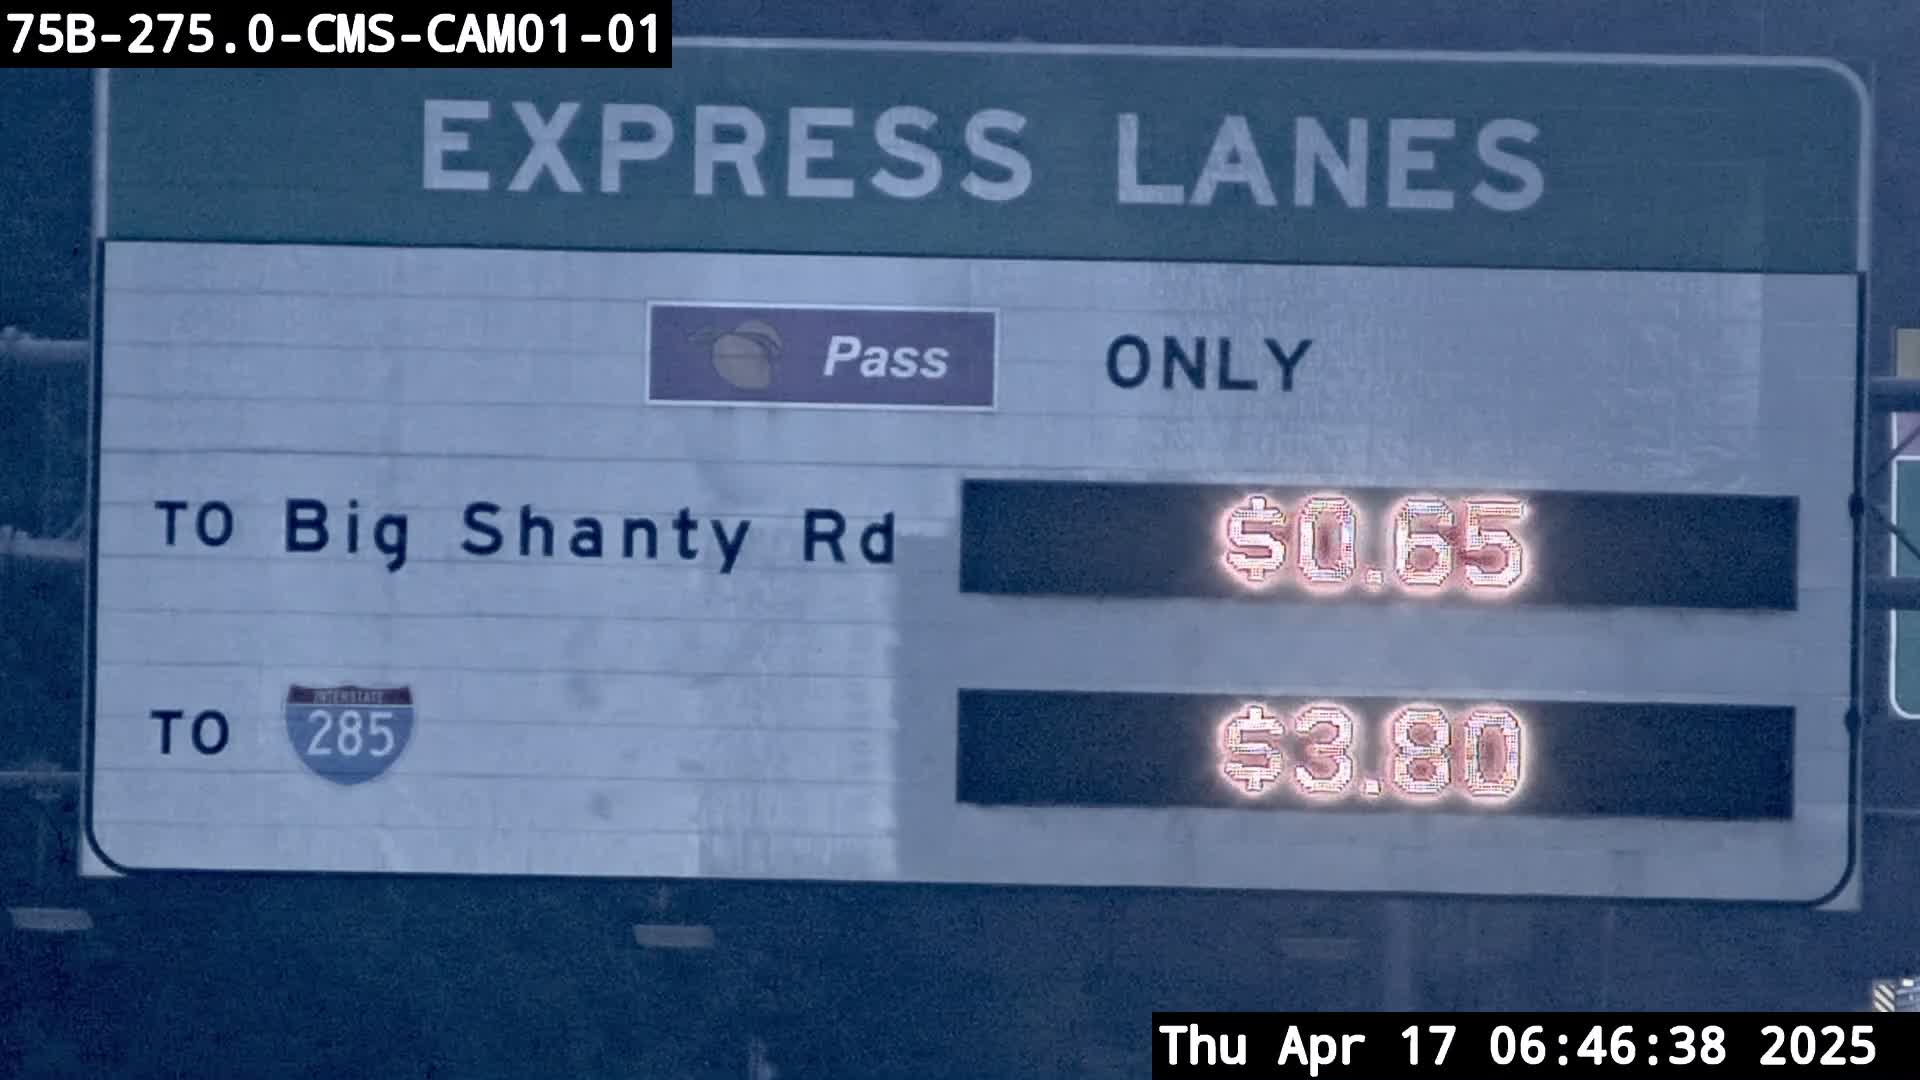 75B-275.0-CMS-CAM01-01
EXPRESS LANES
Pass ONLY
TO Big Shanty Rd $0.65
INTERSTATE
TO 285 $3.80
Thu Apr 17 06:46:38 2025